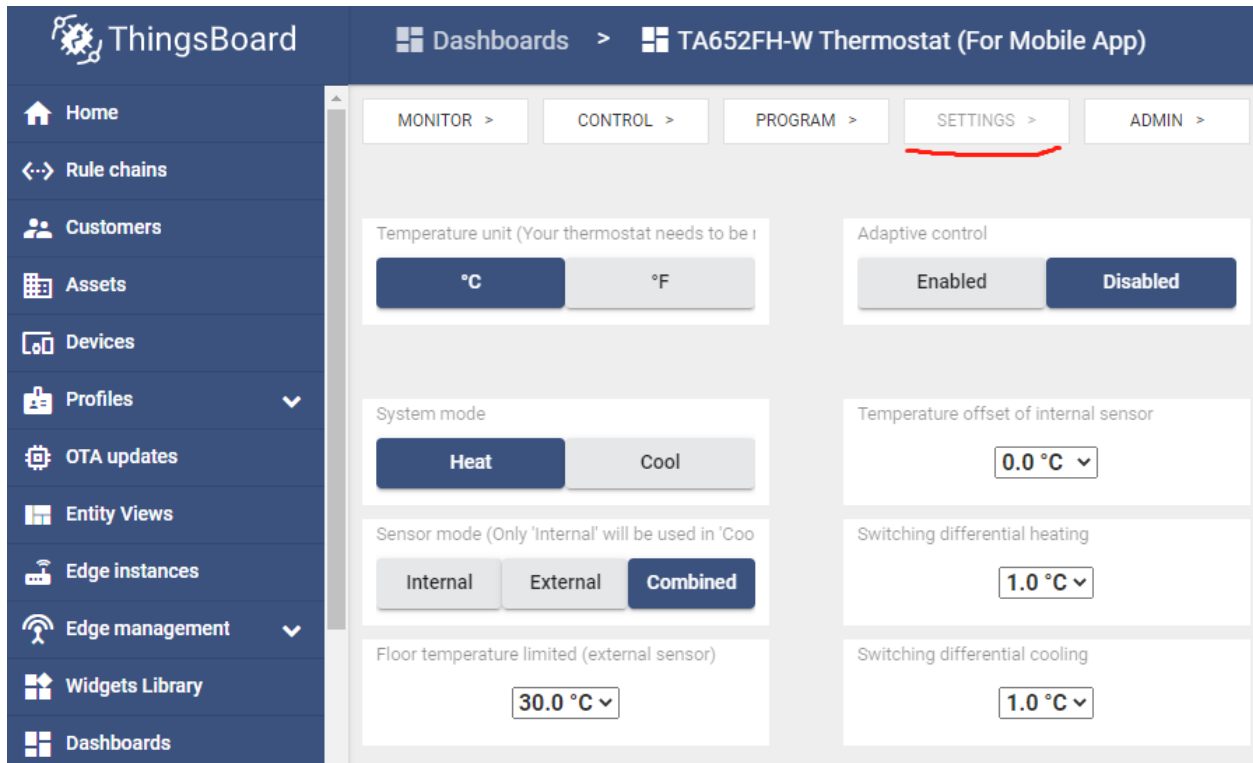 ThingsBoard
Dashboards > TA652FH-W Thermostat (For Mobile App)
Home
Rule chains
Customers
Assets
Devices
Profiles
OTA updates
Entity Views
Edge instances
Edge management
Widgets Library
Dashboards
MONITOR > CONTROL > PROGRAM > SETTINGS > ADMIN >
Temperature unit (Your thermostat needs to be
°C °F
Adaptive control
Enabled Disabled
System mode
Heat Cool
Temperature offset of internal sensor
0.0 °C
Sensor mode (Only 'Internal' will be used in 'Coo
Internal External Combined
Switching differential heating
1.0 °C
Floor temperature limited (external sensor)
30.0 °C
Switching differential cooling
1.0 °C